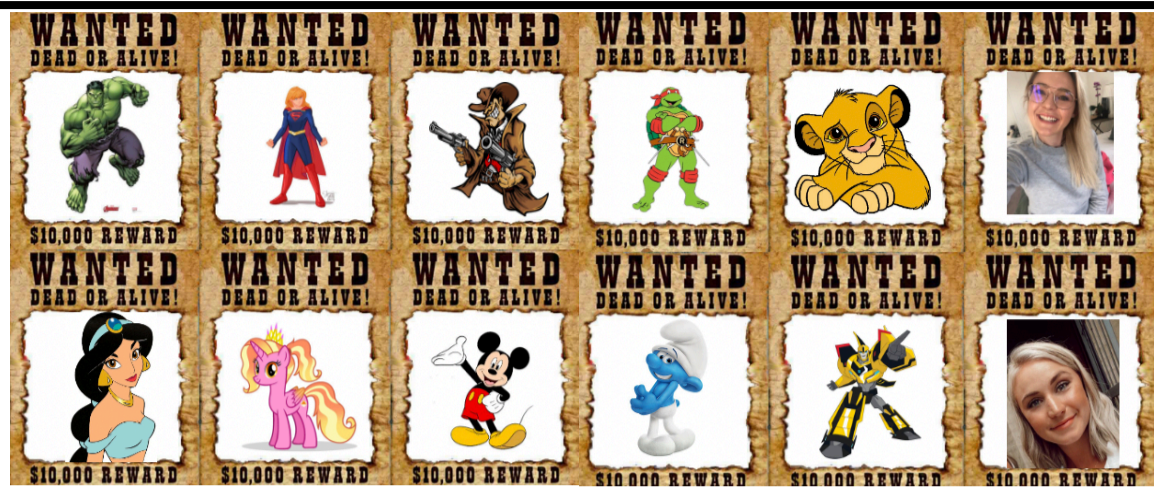 WANTED WANTED WANTED WANTED WANTED WANTED
DEAD OR ALIVE! DEAD OR ALIVE! DEAD OR ALIVE! DEAD OR ALIVE! DEAD OR ALIVE! DEAD OR ALIVE!
R
$10,000 REWARD $10,000 REWARD $10,000 REWARD $10,000 REWARD $10,000 REWARD $10,000 REWARD
WANTED WANTED WANTED WANTED WANTED WANTED
DEAD OR ALIVE! DEAD OR ALIVE! DEAD OR ALIVE! DEAD OR ALIVE! DEAD OR ALIVE! DEAD OR ALIVE!
$10,000 REWARD $10,000 REWARD $10,000 REWARD $10,000 REWARD $10,000 REWARD $10,000 REWARD